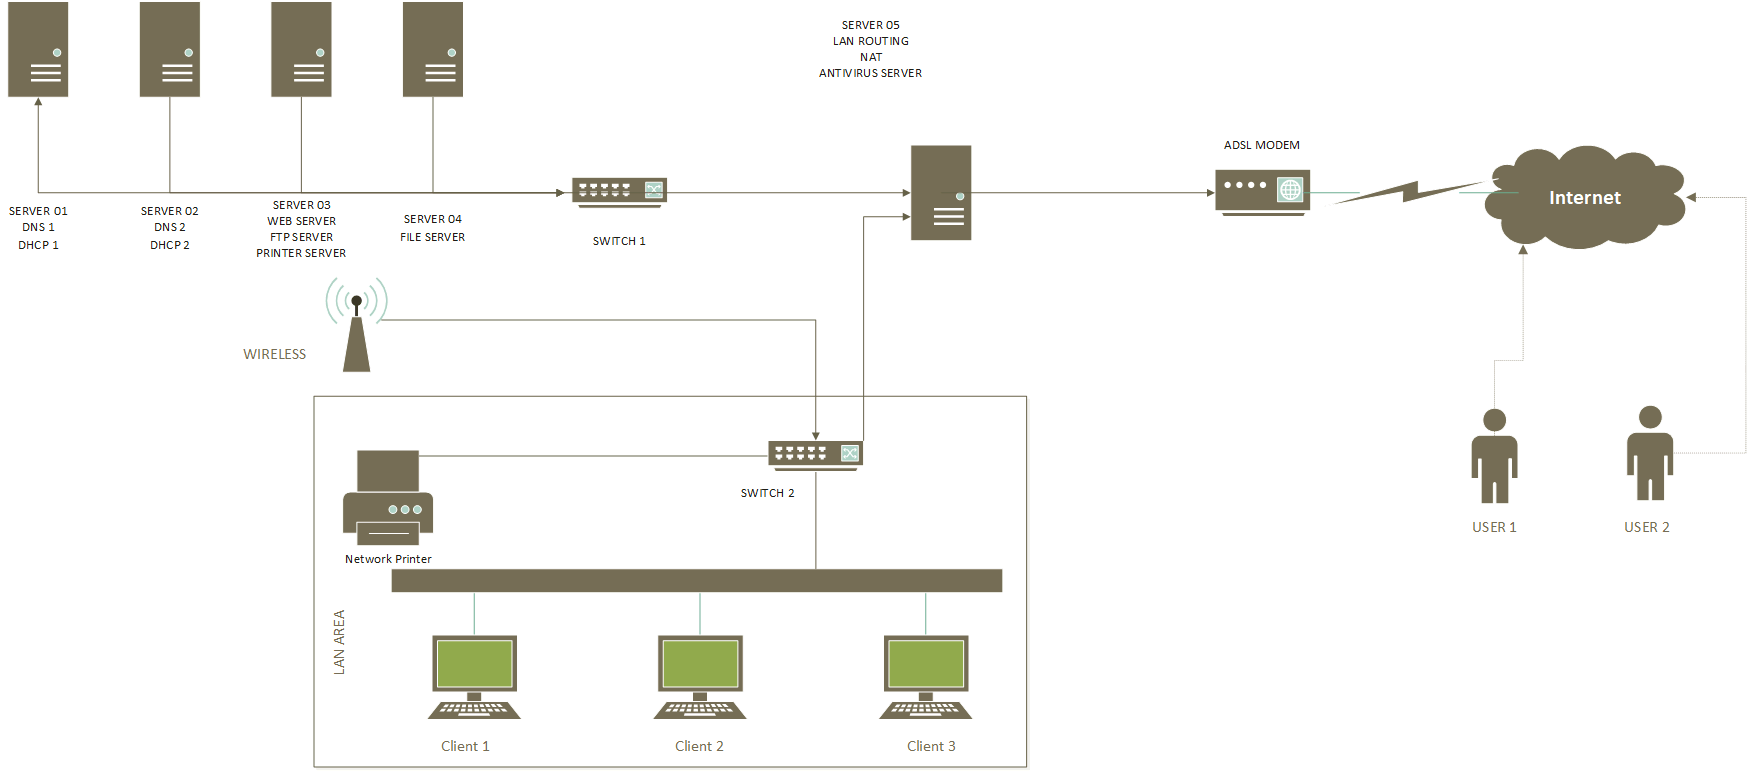 SERVER 05
LAN ROUTING
NAT
ANTIVIRUS SERVER
ADSL MODEM
Internet
SERVER 01
DNS 1
DHCP 1
SERVER 02
DNS 2
DHCP 2
SERVER 03
WEB SERVER
FTP SERVER
PRINTER SERVER
SERVER 04
FILE SERVER
SWITCH 1
WIRELESS
SWITCH 2
USER 1
USER 2
Network Printer
LAN AREA
Client 1
Client 2
Client 3